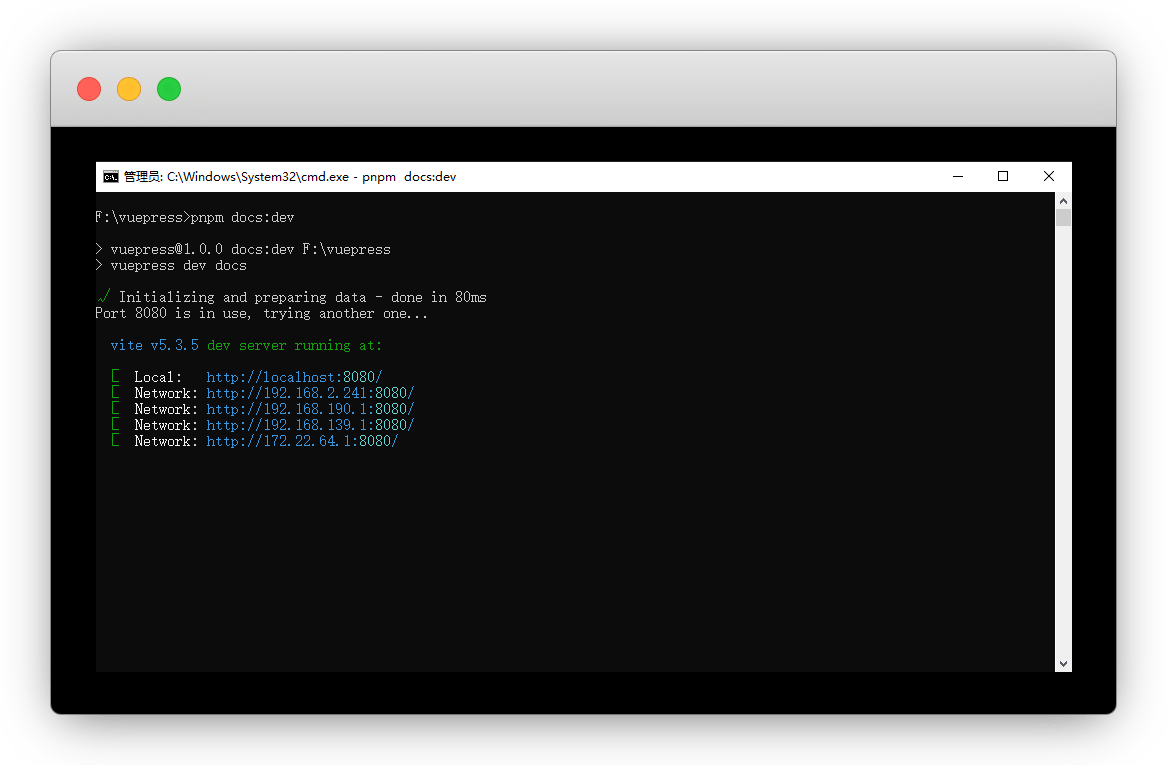 管理员: C:\Windows\System32\cmd.exe - pnpm  docs:dev
F:\vuepress>pnpm docs:dev
> vuepress@1.0.0 docs:dev F:\vuepress
> vuepress dev docs
√ Initializing and preparing data - done in 80ms
Port 8080 is in use, trying another one...
vite v5.3.5 dev server running at:
[ Local:   http://localhost:8080/
[ Network: http://192.168.2.241:8080/
[ Network: http://192.168.190.1:8080/
[ Network: http://192.168.139.1:8080/
[ Network: http://172.22.64.1:8080/